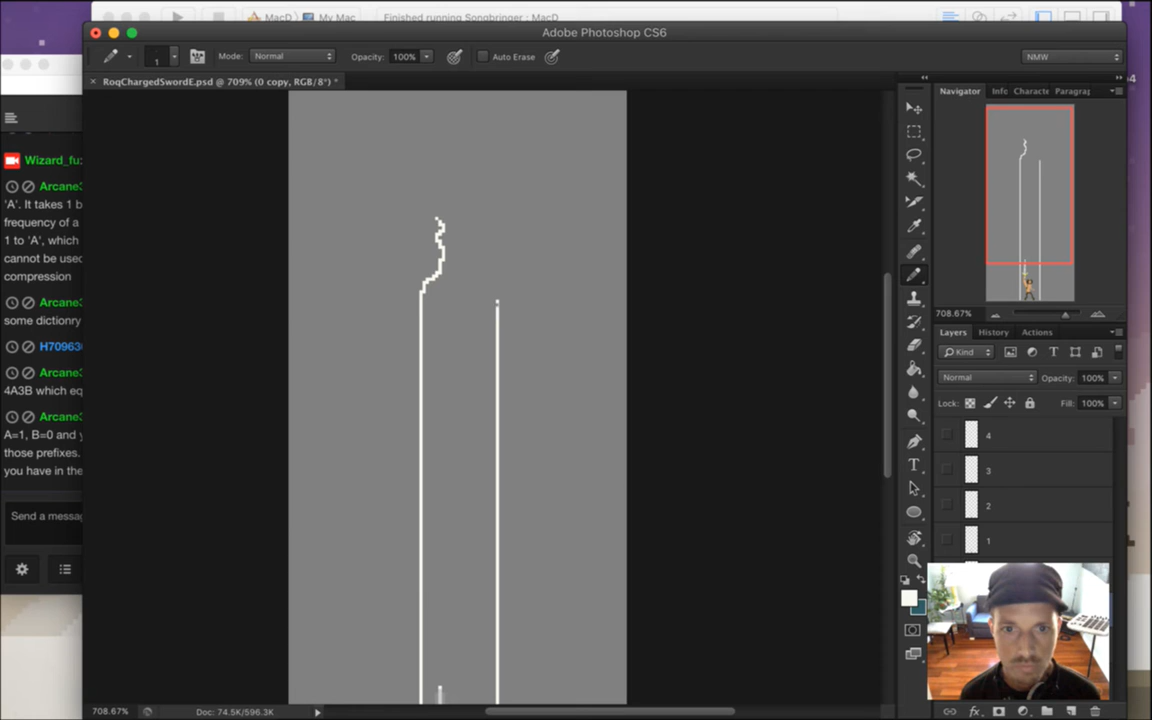 MacD
My Mac
Finished running Songbringer : MacD
Adobe Photoshop CS6
1
Mode:
Normal
Opacity:
100%
Auto Erase
NMW
× RoqChargedSwordE.psd @ 709% (0 copy, RGB/8*) *
Navigator
Info
Characte
Paragrap
708.67%
Layers
History
Actions
Kind
Normal
Opacity:
100%
Lock:
Fill:
100%
4
3
2
1
Wizard_fu
Arcane
'A'. It takes 1 b
frequency of a
1 to 'A', which
cannot be used
compression
Arcane
some dictionry
H70963
Arcane
4A3B which eq
Arcane
A=1, B=0 and y
those prefixes.
you have in the
Send a messag
708.67%
Doc: 74.5K/596.3K